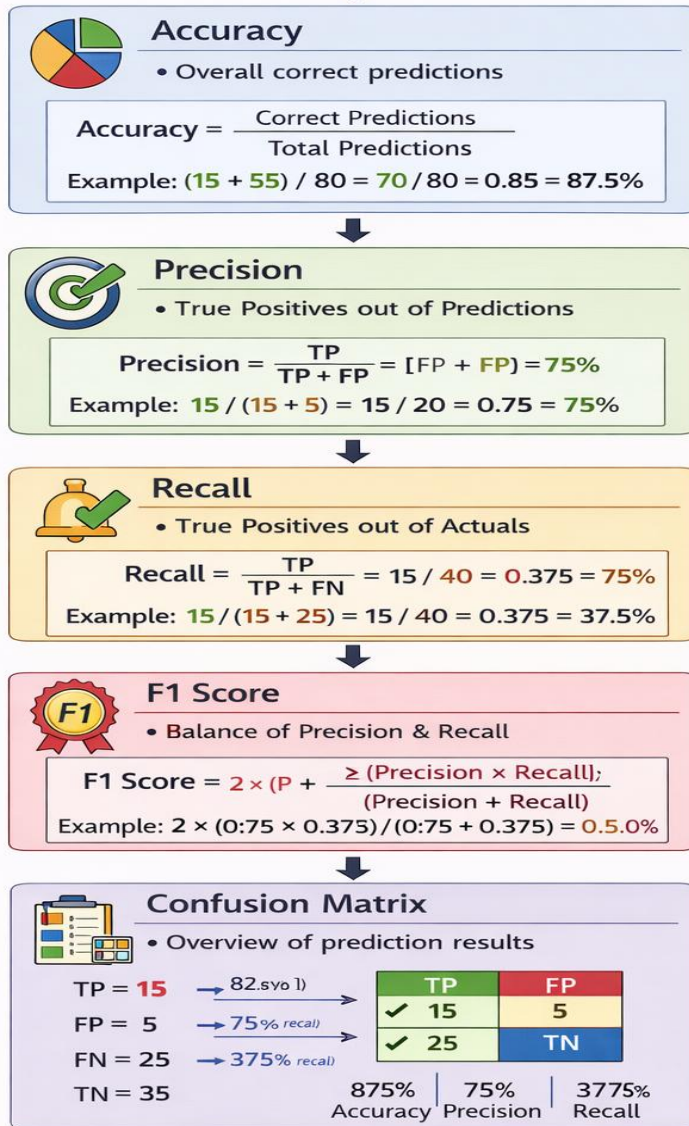 Accuracy
• Overall correct predictions
Accuracy = Correct Predictions / Total Predictions
Example: (15 + 55) / 80 = 70 / 80 = 0.85 = 87.5%
Precision
• True Positives out of Predictions
Precision = TP / TP + FP = [FP + FP) = 75%
Example: 15 / (15 + 5) = 15 / 20 = 0.75 = 75%
Recall
• True Positives out of Actuals
Recall = TP / TP + FN = 15 / 40 = 0.375 = 75%
Example: 15 / (15 + 25) = 15 / 40 = 0.375 = 37.5%
F1
F1 Score
• Balance of Precision & Recall
F1 Score = 2 × (P + ≥ (Precision × Recall); / (Precision + Recall)
Example: 2 × (0:75 × 0.375) / (0:75 + 0.375) = 0.5.0%
Confusion Matrix
• Overview of prediction results
TP = 15 → 
FP = 5 → 75% recal)
FN = 25 → 375% recal)
TN = 35
TP FP
✓ 15 5
✓ 25 TN
875% | 75% | 3775%
Accuracy Precision Recall